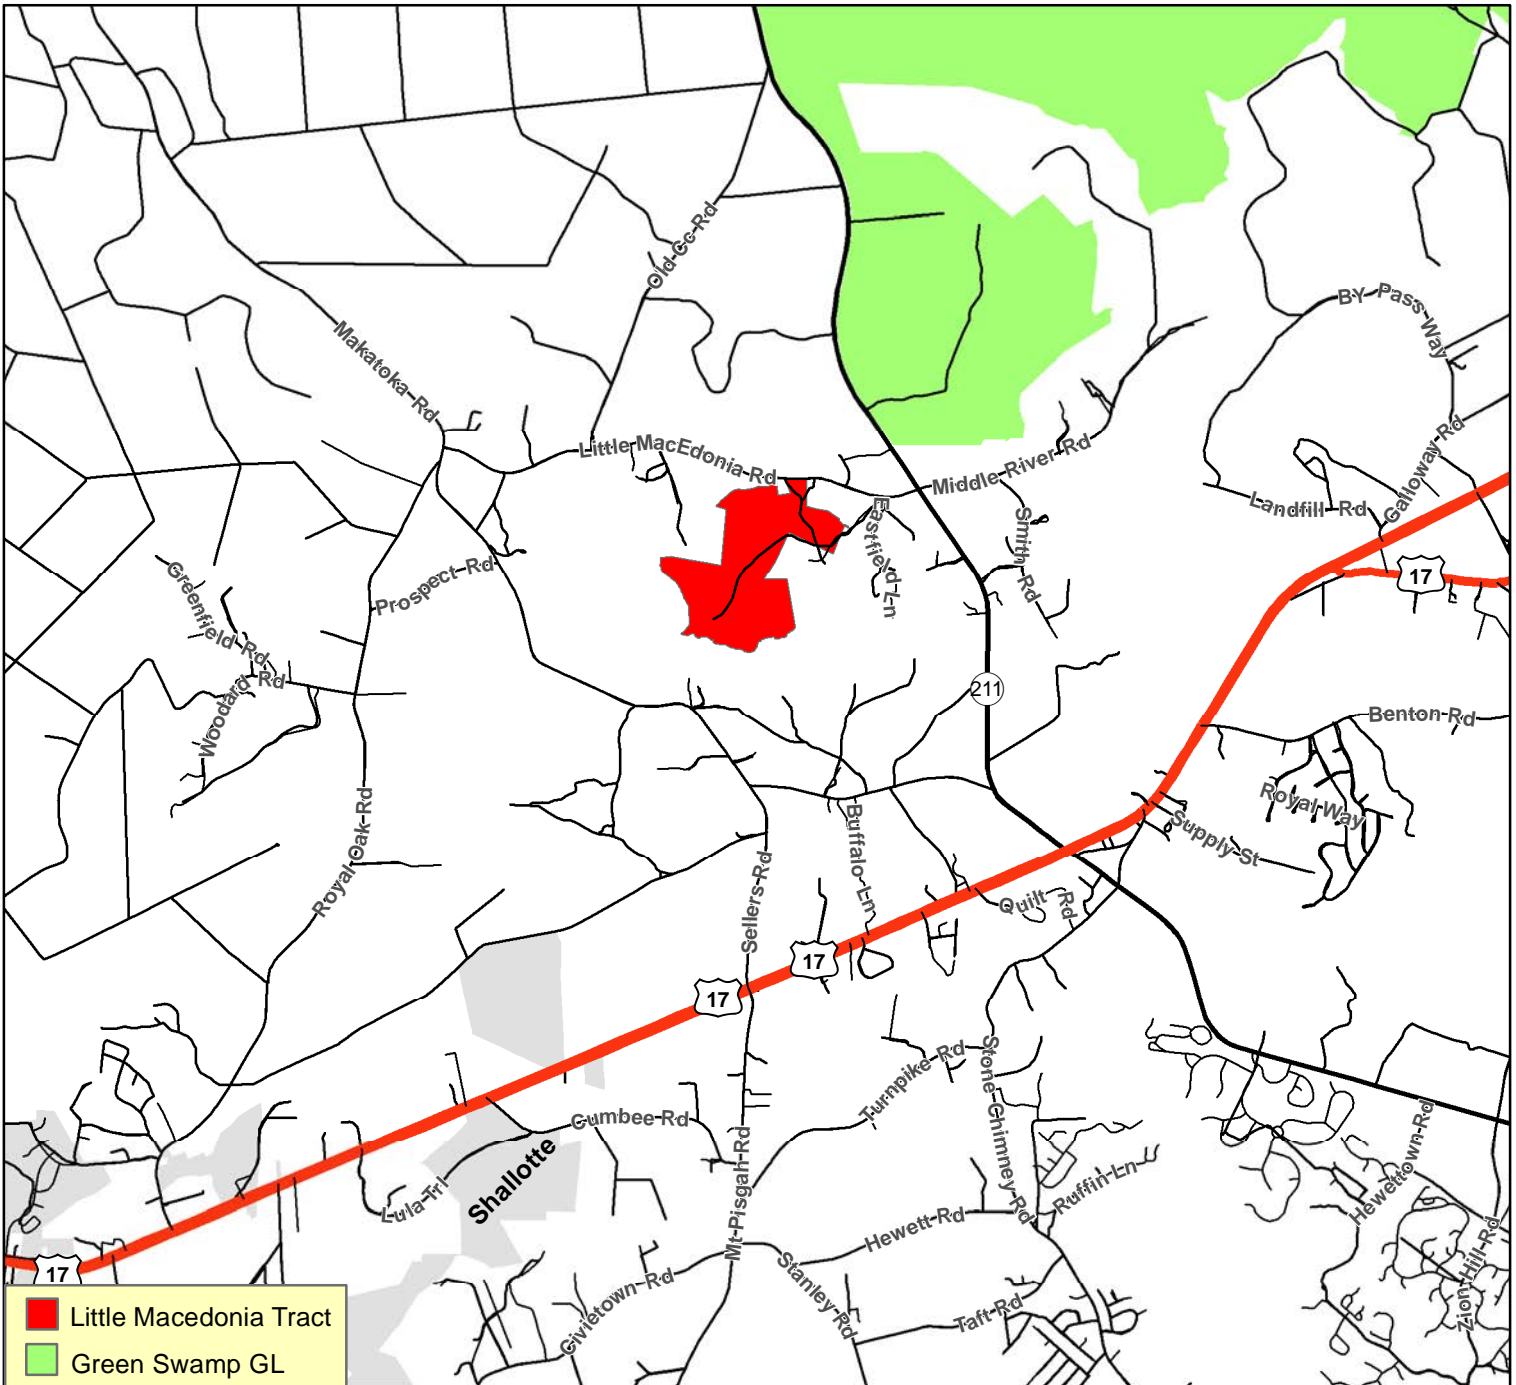 Old Cc Rd
BY Pass Way
Makatoka Rd
Little MacEdonia Rd
Middle River Rd
Galloway Rd
Landfill Rd
Eastfield Ln
Smith Rd
17
Prospect Rd
Greenfield Rd
Woodard Rd
211
Benton Rd
Royal Way
Supply St
Royal Oak Rd
Buffalo Ln
Sellers Rd
Quilt Rd
17
17
Turnpike Rd
Stone Chimney Rd
Cumbee Rd
Shallotte
Lula Trl
Mt Pisgah Rd
Ruffin Ln
Hewettown Rd
Hewett Rd
Zion Hill Rd
Stanley Rd
Civietown Rd
Taft Rd
17
Little Macedonia Tract
Green Swamp GL